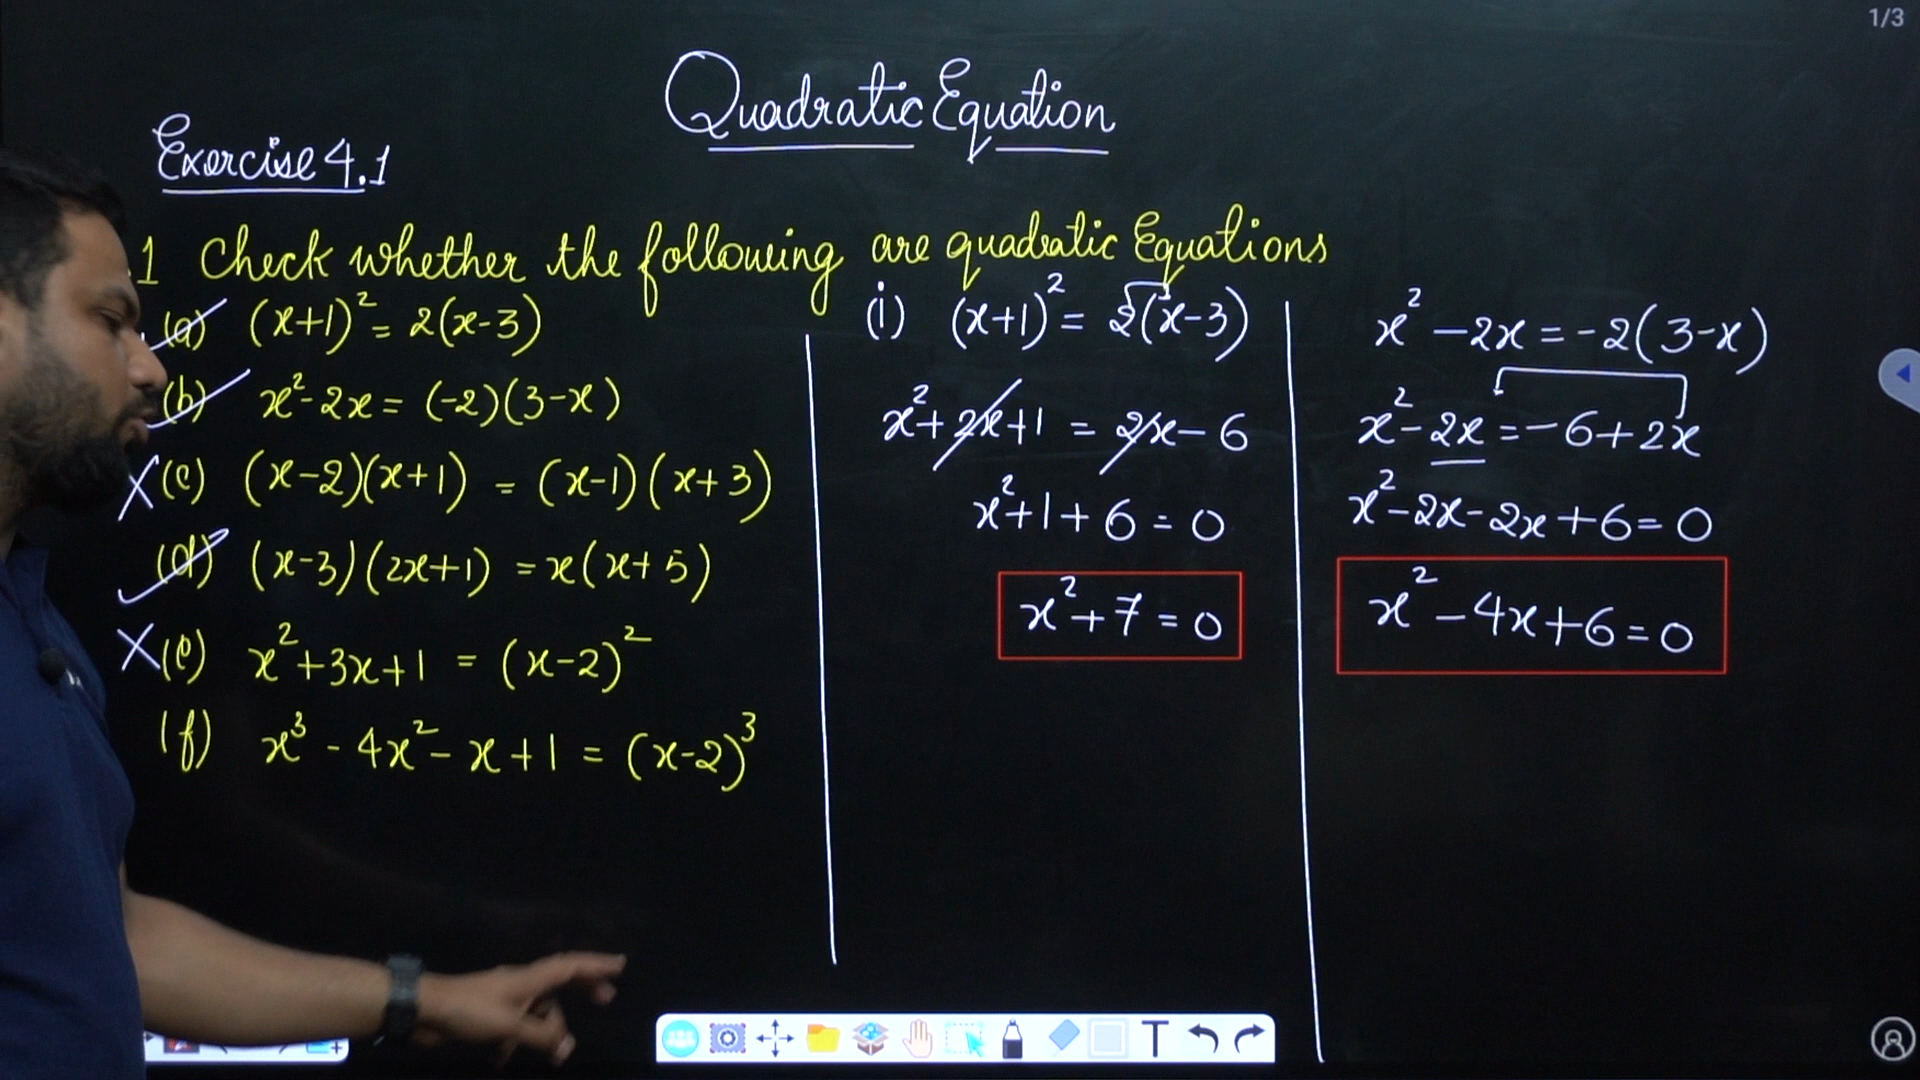 1/3
Quadratic Equation
Exercise 4.1
.1 Check whether the following are quadratic Equations
(a) (x+1)² = 2(x-3)
(b) x² - 2x = (-2)(3-x)
X (c) (x-2)(x+1) = (x-1)(x+3)
(d) (x-3)(2x+1) = x(x+5)
X (e) x² + 3x + 1 = (x-2)²
(f) x³ - 4x² - x + 1 = (x-2)³
(i) (x+1)² = 2(x-3)
x² + 2x + 1 = 2x - 6
x² + 1 + 6 = 0
x² + 7 = 0
x² - 2x = -2(3-x)
x² - 2x = -6 + 2x
x² - 2x - 2x + 6 = 0
x² - 4x + 6 = 0
T